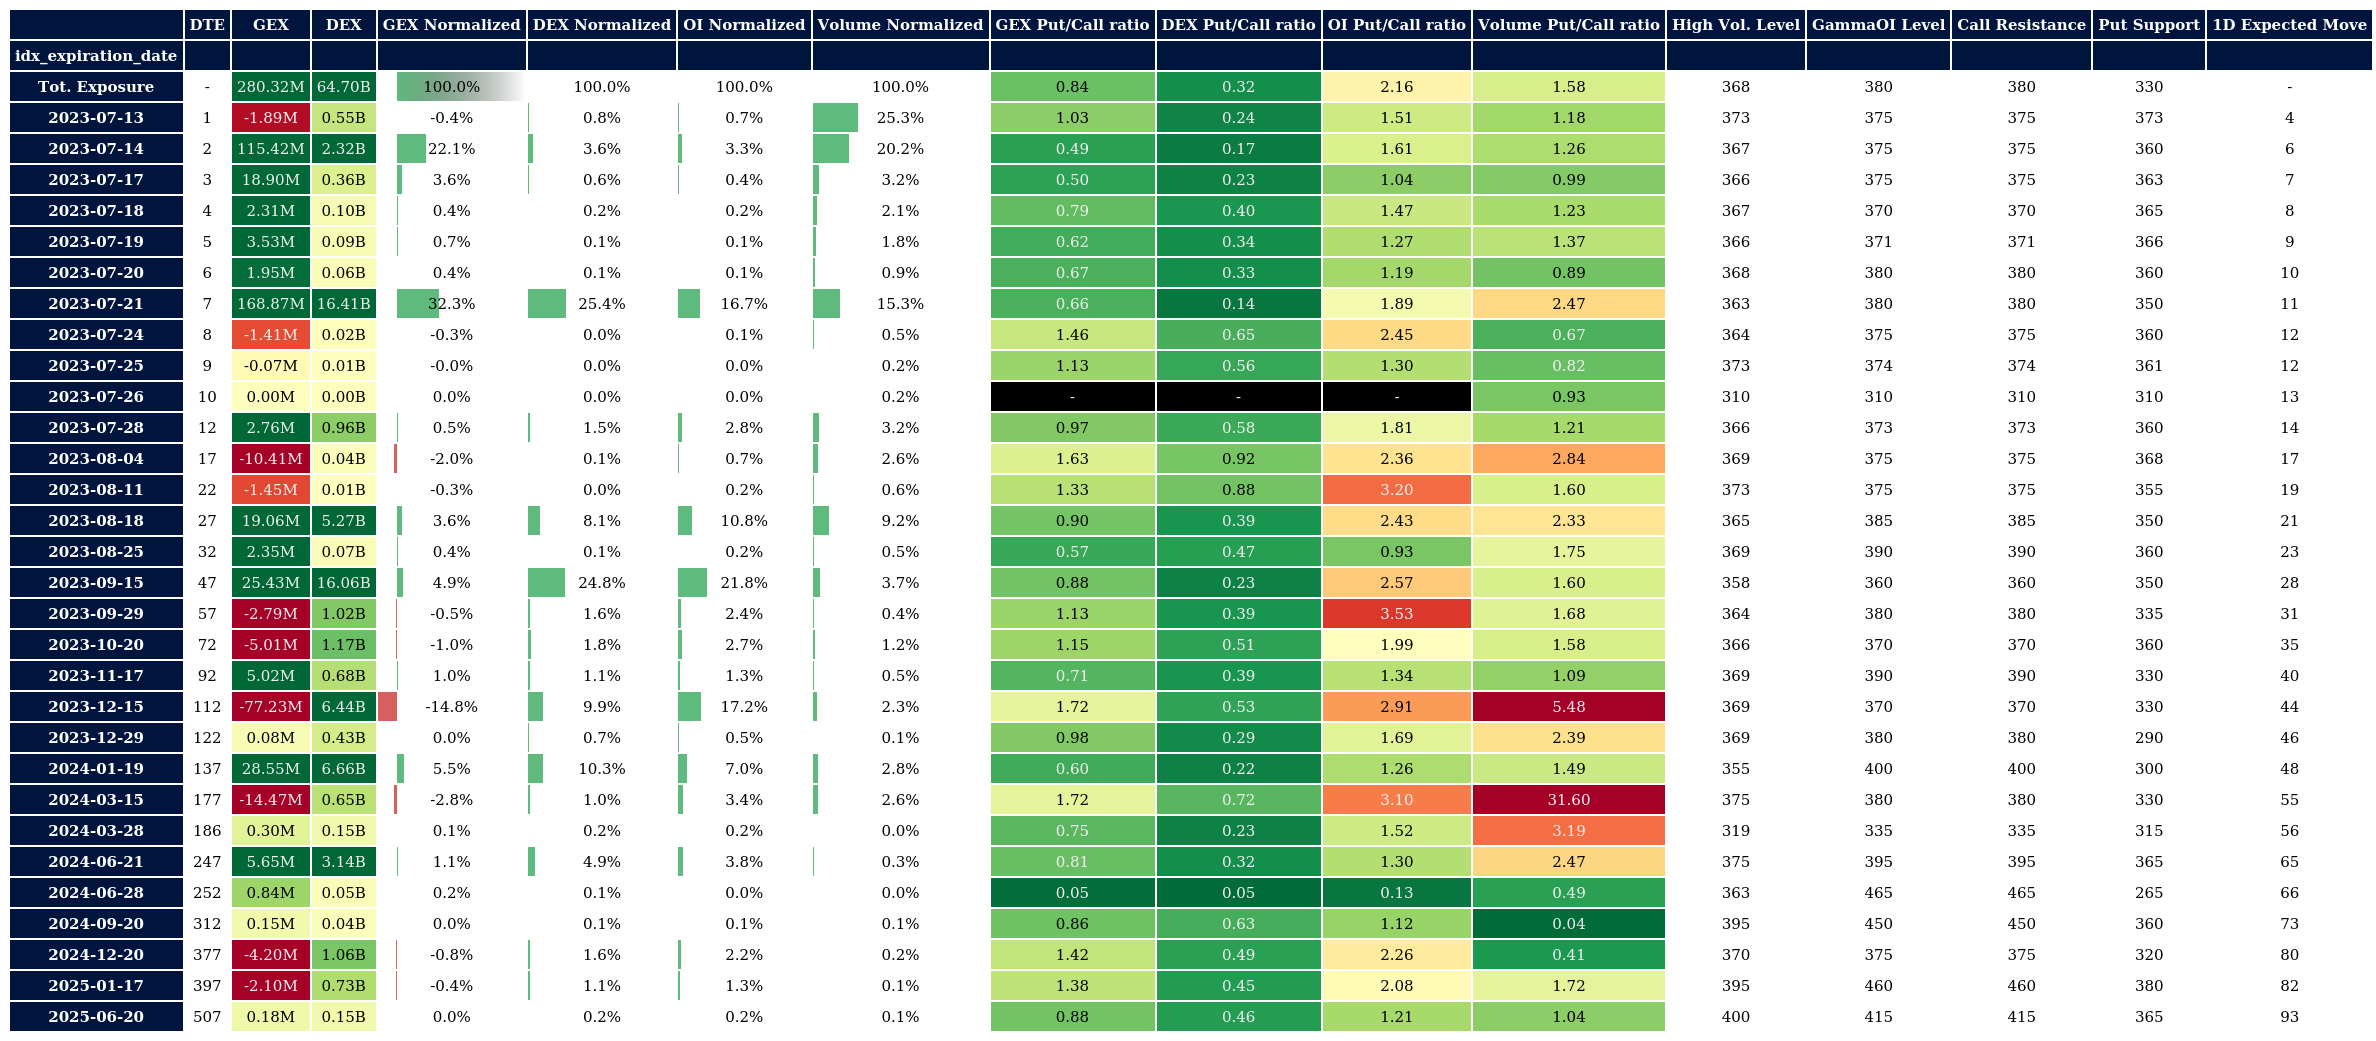 DTE GEX DEX GEX Normalized DEX Normalized OI Normalized Volume Normalized GEX Put/Call ratio DEX Put/Call ratio OI Put/Call ratio Volume Put/Call ratio High Vol. Level GammaOI Level Call Resistance Put Support 1D Expected Move
idx_expiration_date
Tot. Exposure - 280.32M 64.70B 100.0% 100.0% 100.0% 100.0% 0.84 0.32 2.16 1.58 368 380 380 330 -
2023-07-13 1 -1.89M 0.55B -0.4% 0.8% 0.7% 25.3% 1.03 0.24 1.51 1.18 373 375 375 373 4
2023-07-14 2 115.42M 2.32B 22.1% 3.6% 3.3% 20.2% 0.49 0.17 1.61 1.26 367 375 375 360 6
2023-07-17 3 18.90M 0.36B 3.6% 0.6% 0.4% 3.2% 0.50 0.23 1.04 0.99 366 375 375 363 7
2023-07-18 4 2.31M 0.10B 0.4% 0.2% 0.2% 2.1% 0.79 0.40 1.47 1.23 367 370 370 365 8
2023-07-19 5 3.53M 0.09B 0.7% 0.1% 0.1% 1.8% 0.62 0.34 1.27 1.37 366 371 371 366 9
2023-07-20 6 1.95M 0.06B 0.4% 0.1% 0.1% 0.9% 0.67 0.33 1.19 0.89 368 380 380 360 10
2023-07-21 7 168.87M 16.41B 32.3% 25.4% 16.7% 15.3% 0.66 0.14 1.89 2.47 363 380 380 350 11
2023-07-24 8 -1.41M 0.02B -0.3% 0.0% 0.1% 0.5% 1.46 0.65 2.45 0.67 364 375 375 360 12
2023-07-25 9 -0.07M 0.01B -0.0% 0.0% 0.0% 0.2% 1.13 0.56 1.30 0.82 373 374 374 361 12
2023-07-26 10 0.00M 0.00B 0.0% 0.0% 0.0% 0.2% - - - 0.93 310 310 310 310 13
2023-07-28 12 2.76M 0.96B 0.5% 1.5% 2.8% 3.2% 0.97 0.58 1.81 1.21 366 373 373 360 14
2023-08-04 17 -10.41M 0.04B -2.0% 0.1% 0.7% 2.6% 1.63 0.92 2.36 2.84 369 375 375 368 17
2023-08-11 22 -1.45M 0.01B -0.3% 0.0% 0.2% 0.6% 1.33 0.88 3.20 1.60 373 375 375 355 19
2023-08-18 27 19.06M 5.27B 3.6% 8.1% 10.8% 9.2% 0.90 0.39 2.43 2.33 365 385 385 350 21
2023-08-25 32 2.35M 0.07B 0.4% 0.1% 0.2% 0.5% 0.57 0.47 0.93 1.75 369 390 390 360 23
2023-09-15 47 25.43M 16.06B 4.9% 24.8% 21.8% 3.7% 0.88 0.23 2.57 1.60 358 360 360 350 28
2023-09-29 57 -2.79M 1.02B -0.5% 1.6% 2.4% 0.4% 1.13 0.39 3.53 1.68 364 380 380 335 31
2023-10-20 72 -5.01M 1.17B -1.0% 1.8% 2.7% 1.2% 1.15 0.51 1.99 1.58 366 370 370 360 35
2023-11-17 92 5.02M 0.68B 1.0% 1.1% 1.3% 0.5% 0.71 0.39 1.34 1.09 369 390 390 330 40
2023-12-15 112 -77.23M 6.44B -14.8% 9.9% 17.2% 2.3% 1.72 0.53 2.91 5.48 369 370 370 330 44
2023-12-29 122 0.08M 0.43B 0.0% 0.7% 0.5% 0.1% 0.98 0.29 1.69 2.39 369 380 380 290 46
2024-01-19 137 28.55M 6.66B 5.5% 10.3% 7.0% 2.8% 0.60 0.22 1.26 1.49 355 400 400 300 48
2024-03-15 177 -14.47M 0.65B -2.8% 1.0% 3.4% 2.6% 1.72 0.72 3.10 31.60 375 380 380 330 55
2024-03-28 186 0.30M 0.15B 0.1% 0.2% 0.2% 0.0% 0.75 0.23 1.52 3.19 319 335 335 315 56
2024-06-21 247 5.65M 3.14B 1.1% 4.9% 3.8% 0.3% 0.81 0.32 1.30 2.47 375 395 395 365 65
2024-06-28 252 0.84M 0.05B 0.2% 0.1% 0.0% 0.0% 0.05 0.05 0.13 0.49 363 465 465 265 66
2024-09-20 312 0.15M 0.04B 0.0% 0.1% 0.1% 0.1% 0.86 0.63 1.12 0.04 395 450 450 360 73
2024-12-20 377 -4.20M 1.06B -0.8% 1.6% 2.2% 0.2% 1.42 0.49 2.26 0.41 370 375 375 320 80
2025-01-17 397 -2.10M 0.73B -0.4% 1.1% 1.3% 0.1% 1.38 0.45 2.08 1.72 395 460 460 380 82
2025-06-20 507 0.18M 0.15B 0.0% 0.2% 0.2% 0.1% 0.88 0.46 1.21 1.04 400 415 415 365 93